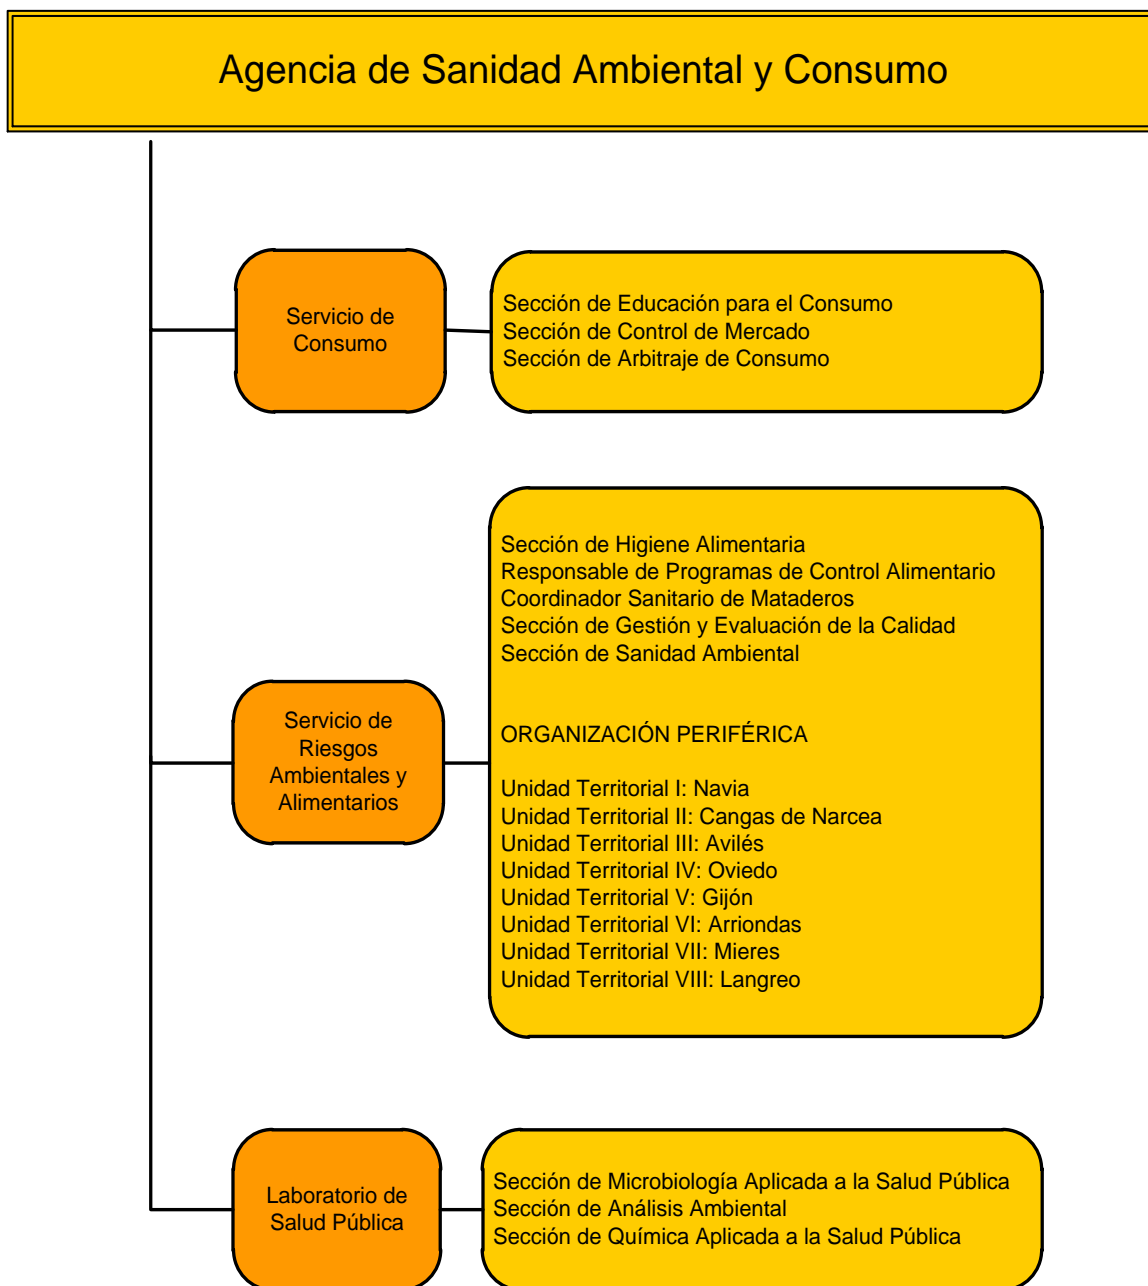 Agencia de Sanidad Ambiental y Consumo
Servicio de
Consumo
Sección de Educación para el Consumo
Sección de Control de Mercado
Sección de Arbitraje de Consumo
Servicio de
Riesgos
Ambientales y
Alimentarios
Sección de Higiene Alimentaria
Responsable de Programas de Control Alimentario
Coordinador Sanitario de Mataderos
Sección de Gestión y Evaluación de la Calidad
Sección de Sanidad Ambiental
ORGANIZACIÓN PERIFÉRICA
Unidad Territorial I: Navia
Unidad Territorial II: Cangas de Narcea
Unidad Territorial III: Avilés
Unidad Territorial IV: Oviedo
Unidad Territorial V: Gijón
Unidad Territorial VI: Arriondas
Unidad Territorial VII: Mieres
Unidad Territorial VIII: Langreo
Laboratorio de
Salud Pública
Sección de Microbiología Aplicada a la Salud Pública
Sección de Análisis Ambiental
Sección de Química Aplicada a la Salud Pública